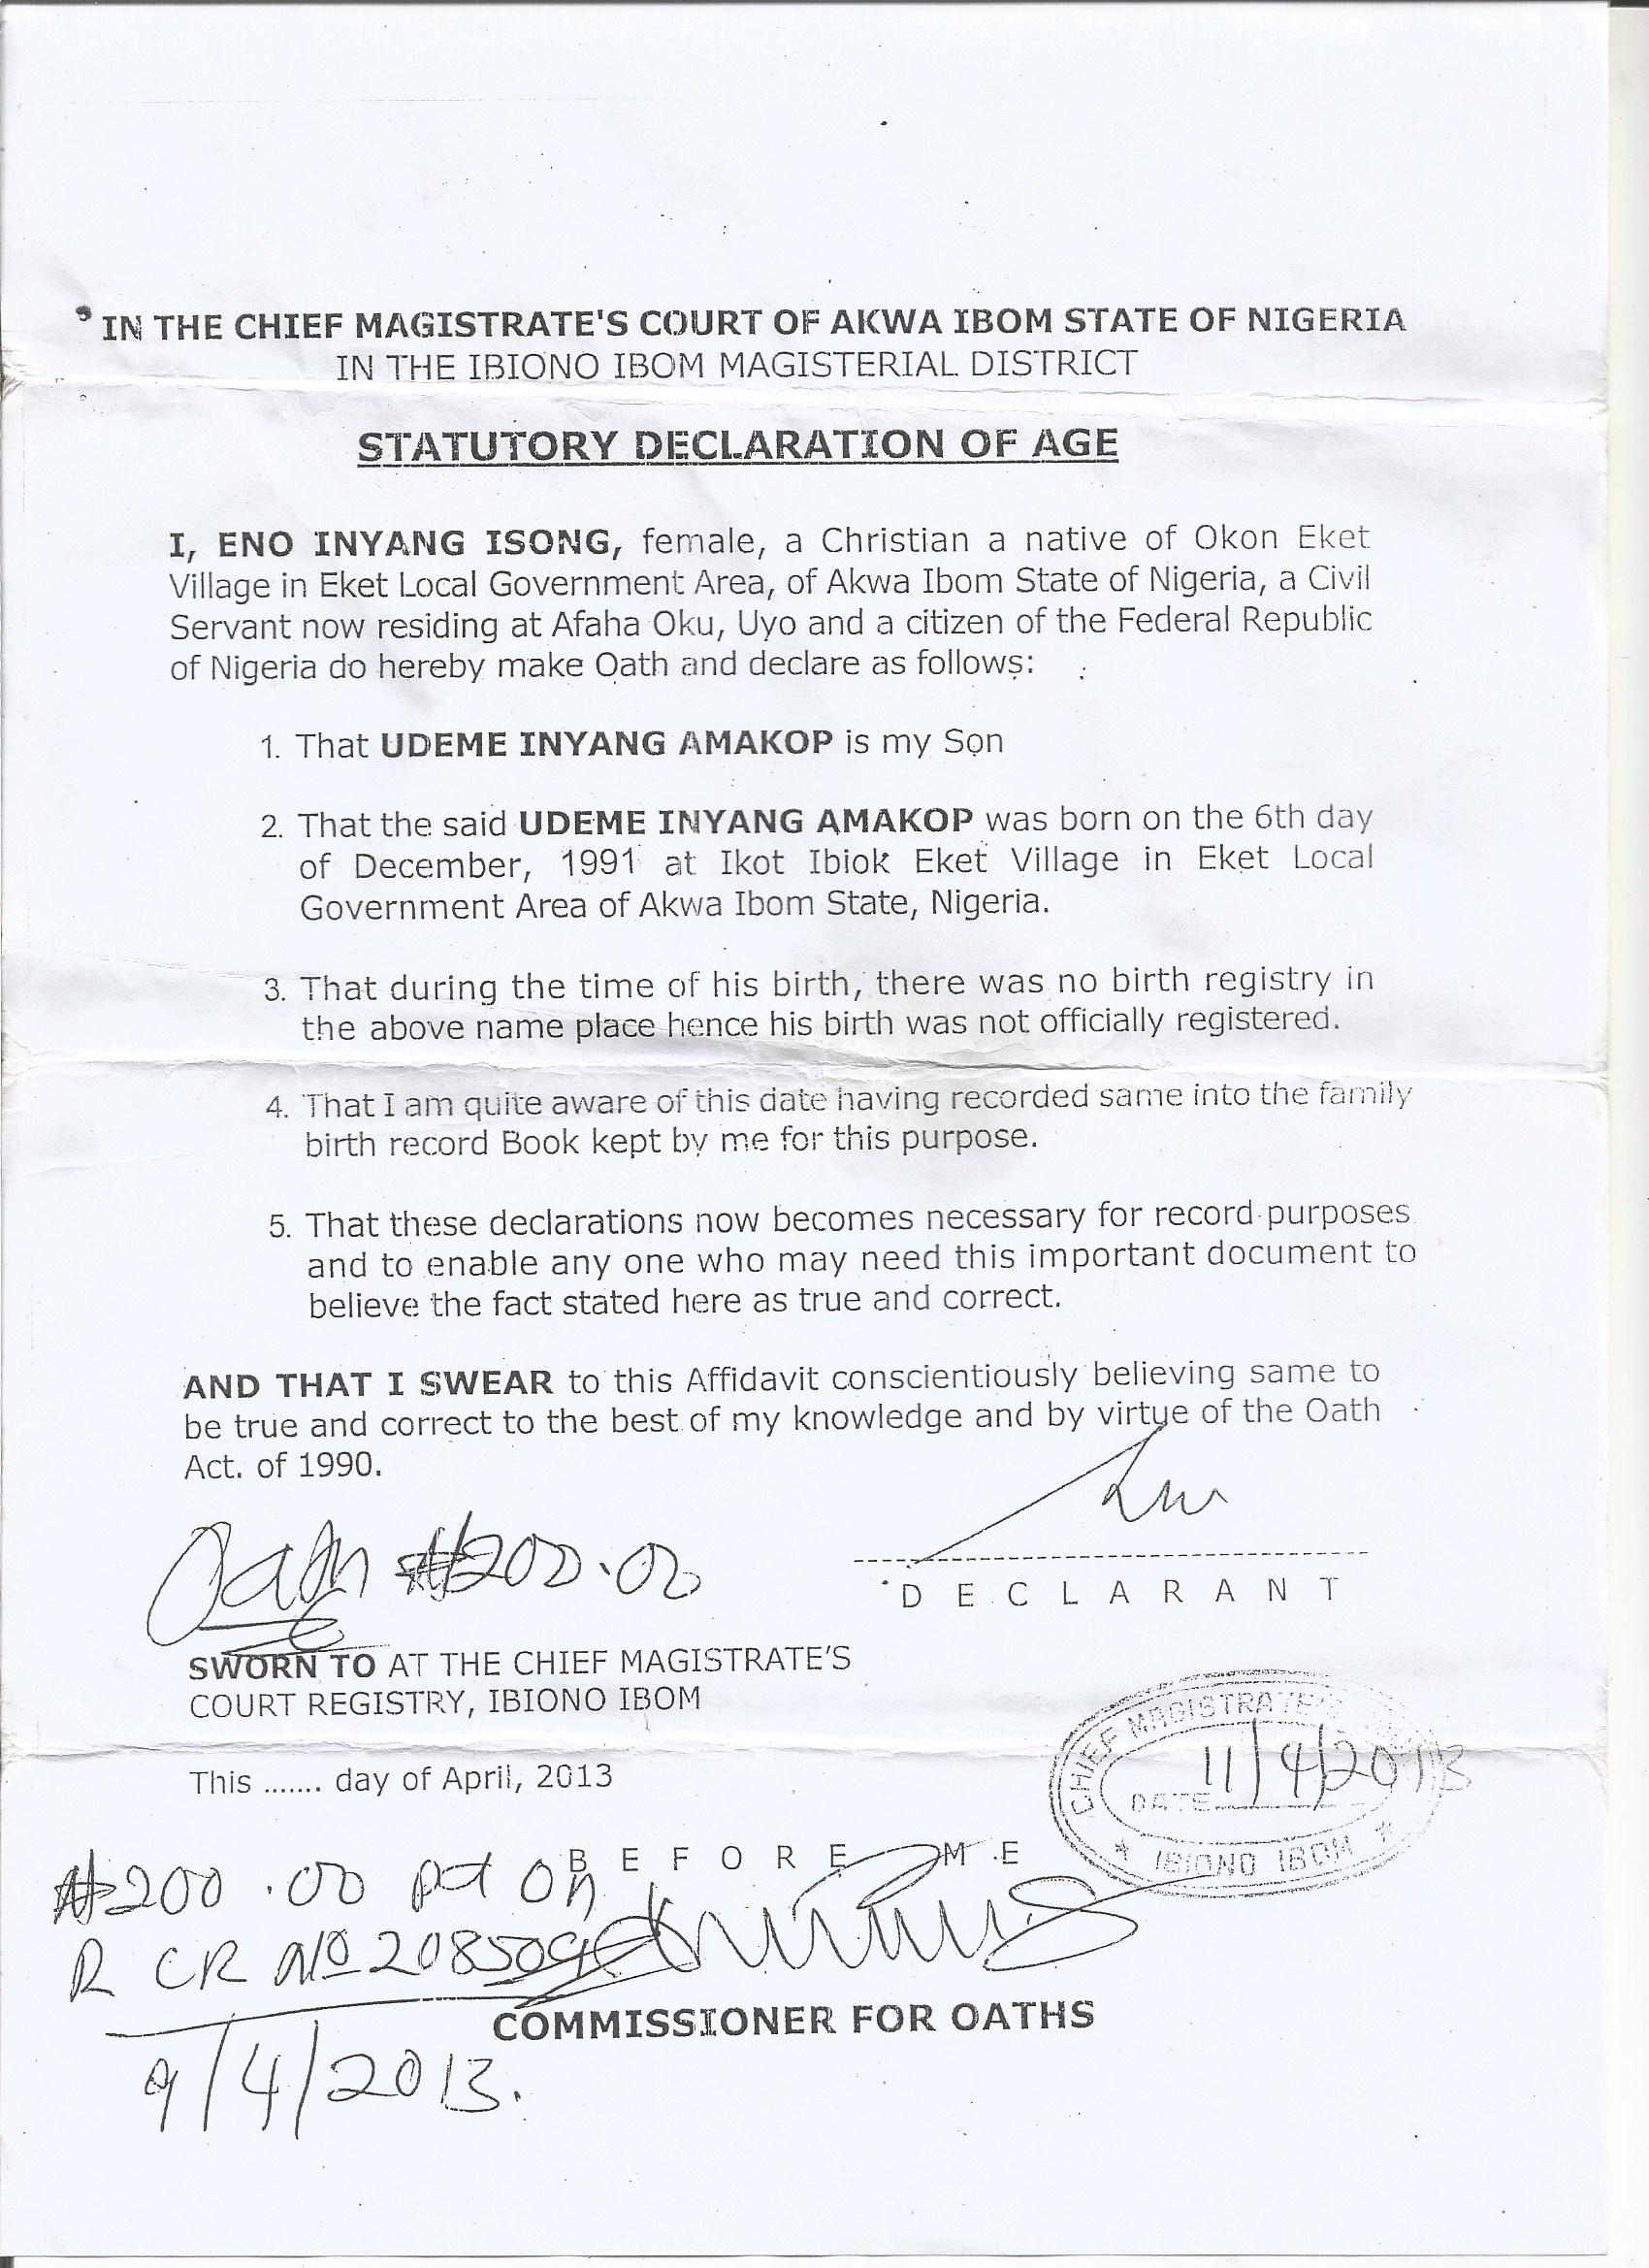 IN THE CHIEF MAGISTRATE'S COURT OF AKWA IBOM STATE OF NIGERIA
IN THE IBIONO IBOM MAGISTERIAL DISTRICT
STATUTORY DECLARATION OF AGE
I, ENO INYANG ISONG, female, a Christian a native of Okon Eket
Village in Eket Local Government Area, of Akwa Ibom State of Nigeria, a Civil
Servant now residing at Afaha Oku, Uyo and a citizen of the Federal Republic
of Nigeria do hereby make Oath and declare as follows:
1. That UDEME INYANG AMAKOP is my Son
2. That the said UDEME INYANG AMAKOP was born on the 6th day
of December, 1991 at Ikot Ibiok Eket Village in Eket Local
Government Area of Akwa Ibom State, Nigeria.
3. That during the time of his birth, there was no birth registry in
the above name place hence his birth was not officially registered.
4. That I am quite aware of this date having recorded same into the family
birth record Book kept by me for this purpose.
5. That these declarations now becomes necessary for record purposes
and to enable any one who may need this important document to
believe the fact stated here as true and correct.
AND THAT I SWEAR to this Affidavit conscientiously believing same to
be true and correct to the best of my knowledge and by virtue of the Oath
Act. of 1990.
Oath ₦200.00
DECLARANT
SWORN TO AT THE CHIEF MAGISTRATE'S
COURT REGISTRY, IBIONO IBOM
CHIEF MAGISTRATE'S
11/4/2013
DATE
★ IBIONO IBOM ★
This ....... day of April, 2013
BEFORE ME
₦200.00 pd on
R CR No
COMMISSIONER FOR OATHS
9/4/2013.